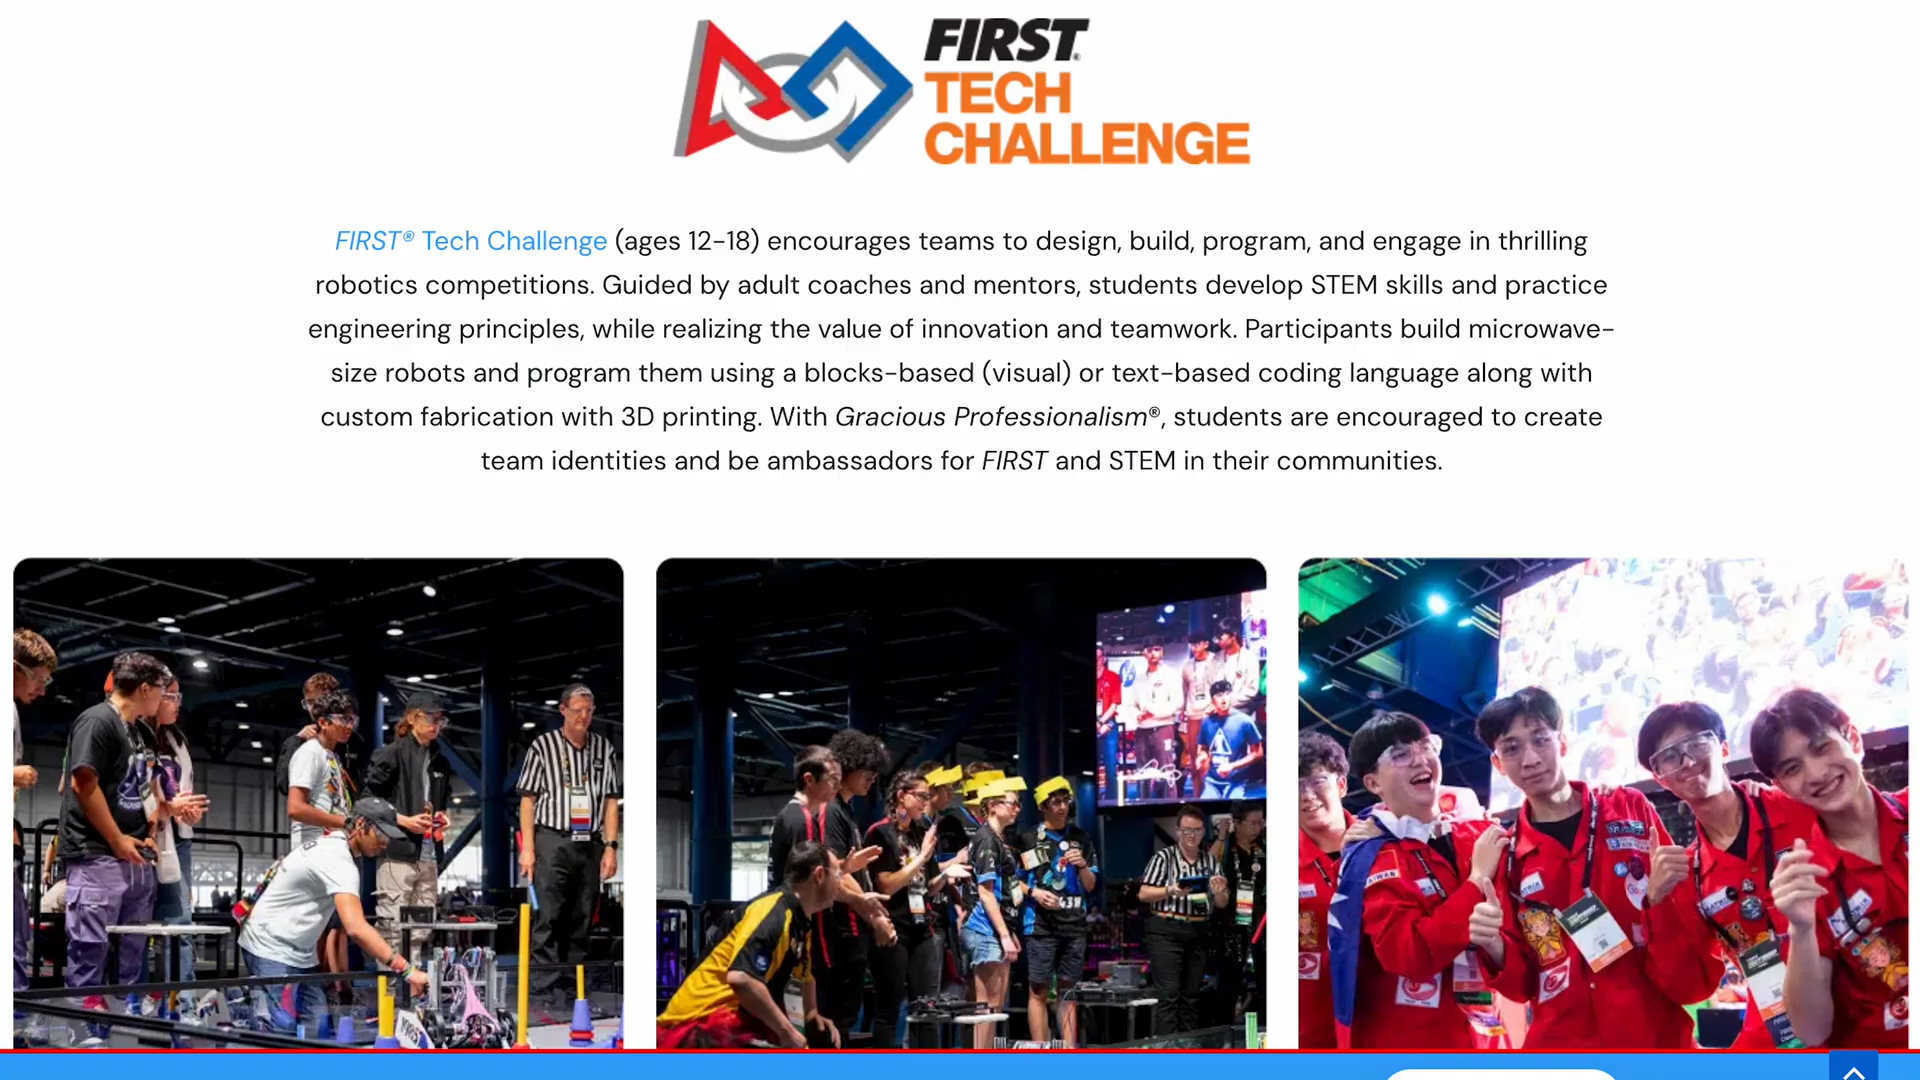 FIRST®
TECH
CHALLENGE
FIRST® Tech Challenge (ages 12-18) encourages teams to design, build, program, and engage in thrilling
robotics competitions. Guided by adult coaches and mentors, students develop STEM skills and practice
engineering principles, while realizing the value of innovation and teamwork. Participants build microwave-
size robots and program them using a blocks-based (visual) or text-based coding language along with
custom fabrication with 3D printing. With Gracious Professionalism®, students are encouraged to create
team identities and be ambassadors for FIRST and STEM in their communities.
TAIWAN